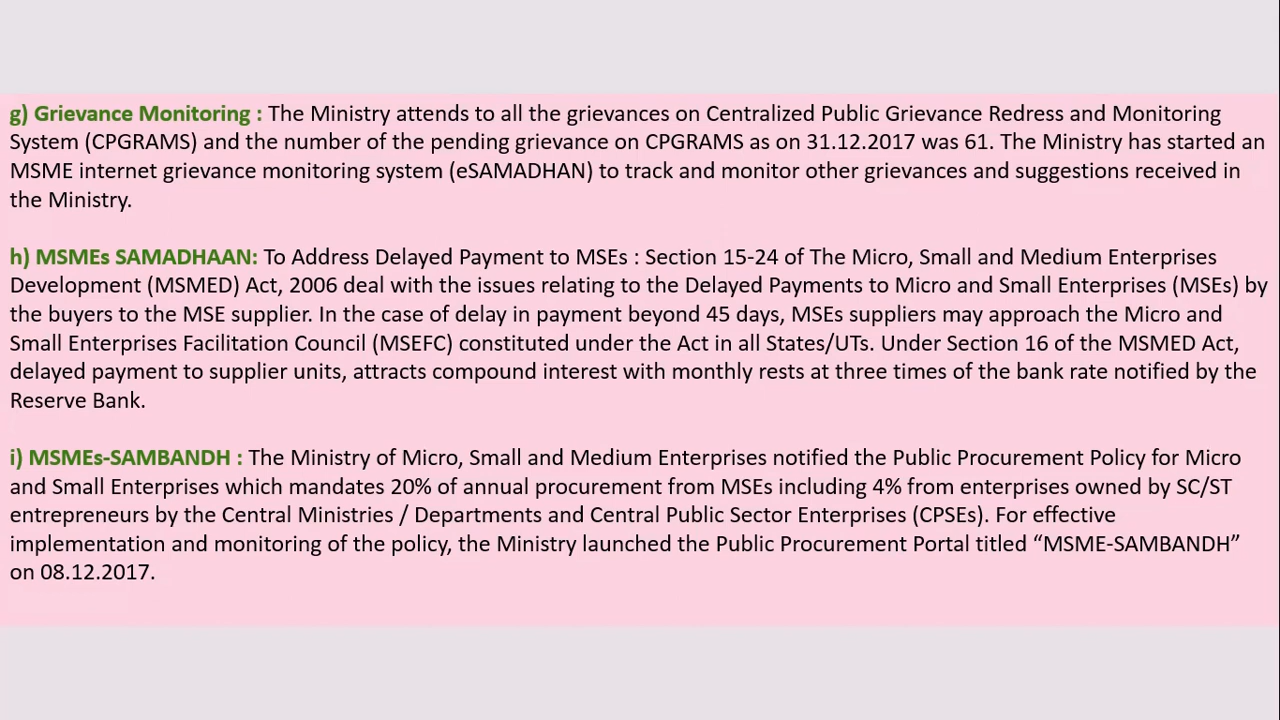 g) Grievance Monitoring : The Ministry attends to all the grievances on Centralized Public Grievance Redress and Monitoring
System (CPGRAMS) and the number of the pending grievance on CPGRAMS as on 31.12.2017 was 61. The Ministry has started an
MSME internet grievance monitoring system (eSAMADHAN) to track and monitor other grievances and suggestions received in
the Ministry.
h) MSMEs SAMADHAAN: To Address Delayed Payment to MSEs : Section 15-24 of The Micro, Small and Medium Enterprises
Development (MSMED) Act, 2006 deal with the issues relating to the Delayed Payments to Micro and Small Enterprises (MSEs) by
the buyers to the MSE supplier. In the case of delay in payment beyond 45 days, MSEs suppliers may approach the Micro and
Small Enterprises Facilitation Council (MSEFC) constituted under the Act in all States/UTs. Under Section 16 of the MSMED Act,
delayed payment to supplier units, attracts compound interest with monthly rests at three times of the bank rate notified by the
Reserve Bank.
i) MSMEs-SAMBANDH : The Ministry of Micro, Small and Medium Enterprises notified the Public Procurement Policy for Micro
and Small Enterprises which mandates 20% of annual procurement from MSEs including 4% from enterprises owned by SC/ST
entrepreneurs by the Central Ministries / Departments and Central Public Sector Enterprises (CPSEs). For effective
implementation and monitoring of the policy, the Ministry launched the Public Procurement Portal titled “MSME-SAMBANDH”
on 08.12.2017.